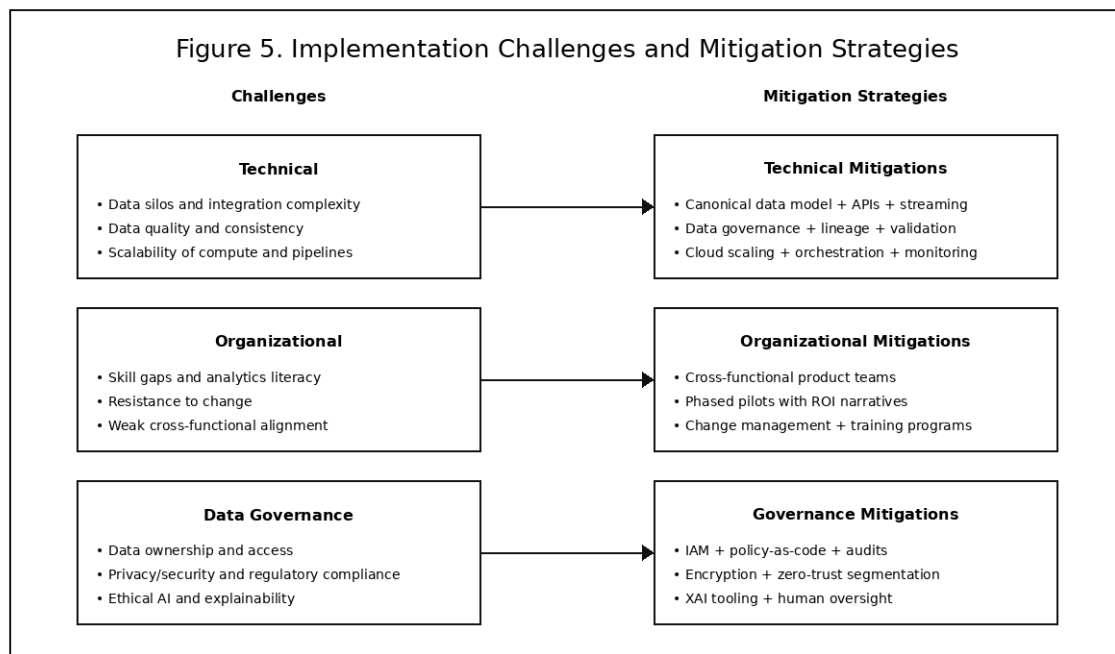 Figure 5. Implementation Challenges and Mitigation Strategies
Challenges
Mitigation Strategies
Technical
• Data silos and integration complexity
• Data quality and consistency
• Scalability of compute and pipelines
Technical Mitigations
• Canonical data model + APIs + streaming
• Data governance + lineage + validation
• Cloud scaling + orchestration + monitoring
Organizational
• Skill gaps and analytics literacy
• Resistance to change
• Weak cross-functional alignment
Organizational Mitigations
• Cross-functional product teams
• Phased pilots with ROI narratives
• Change management + training programs
Data Governance
• Data ownership and access
• Privacy/security and regulatory compliance
• Ethical AI and explainability
Governance Mitigations
• IAM + policy-as-code + audits
• Encryption + zero-trust segmentation
• XAI tooling + human oversight